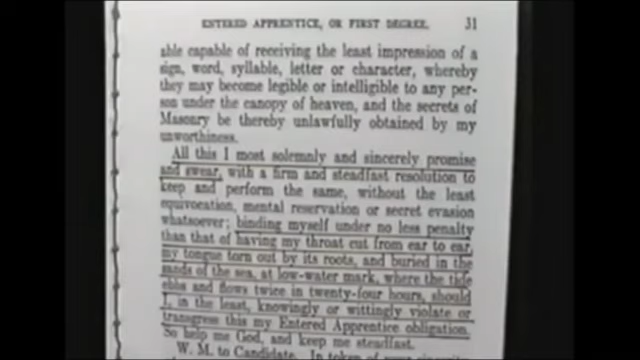 ENTERED APPRENTICE, OR FIRST DEGREE. 31
able capable of receiving the least impression of a
sign, word, syllable, letter or character, whereby
they may become legible or intelligible to any per-
son under the canopy of heaven, and the secrets of
Masonry be thereby unlawfully obtained by my
unworthiness.
All this I most solemnly and sincerely promise
and swear, with a firm and steadfast resolution to
keep and perform the same, without the least
equivocation, mental reservation or secret evasion
whatsoever; binding myself under no less penalty
than that of having my throat cut from ear to ear,
my tongue torn out by its roots, and buried in the
sands of the sea, at low-water mark, where the tide
ebbs and flows twice in twenty-four hours, should
I, in the least, knowingly or wittingly violate or
transgress this my Entered Apprentice obligation.
So help me God, and keep me steadfast.
W. M. to Candidate. In token of your